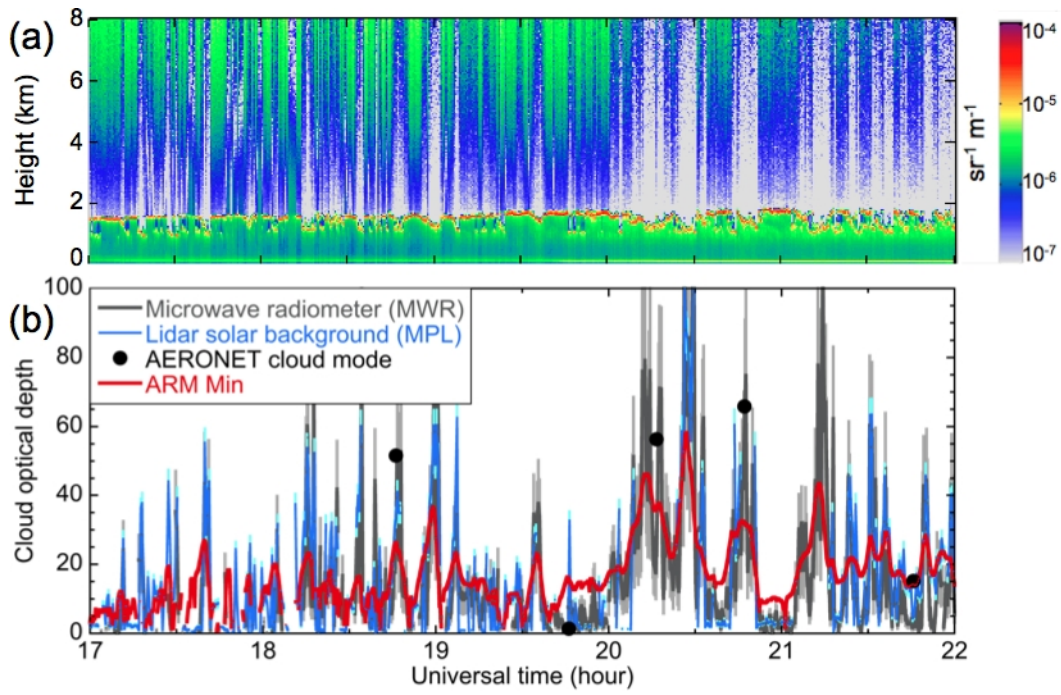 (a)
8
6
4
2
0
Height (km)
10-4
10-5
10-6
10-7
sr-1 m-1
(b)
100
80
60
40
20
0
Cloud optical depth
Microwave radiometer (MWR)
Lidar solar background (MPL)
AERONET cloud mode
ARM Min
17 18 19 20 21 22
Universal time (hour)